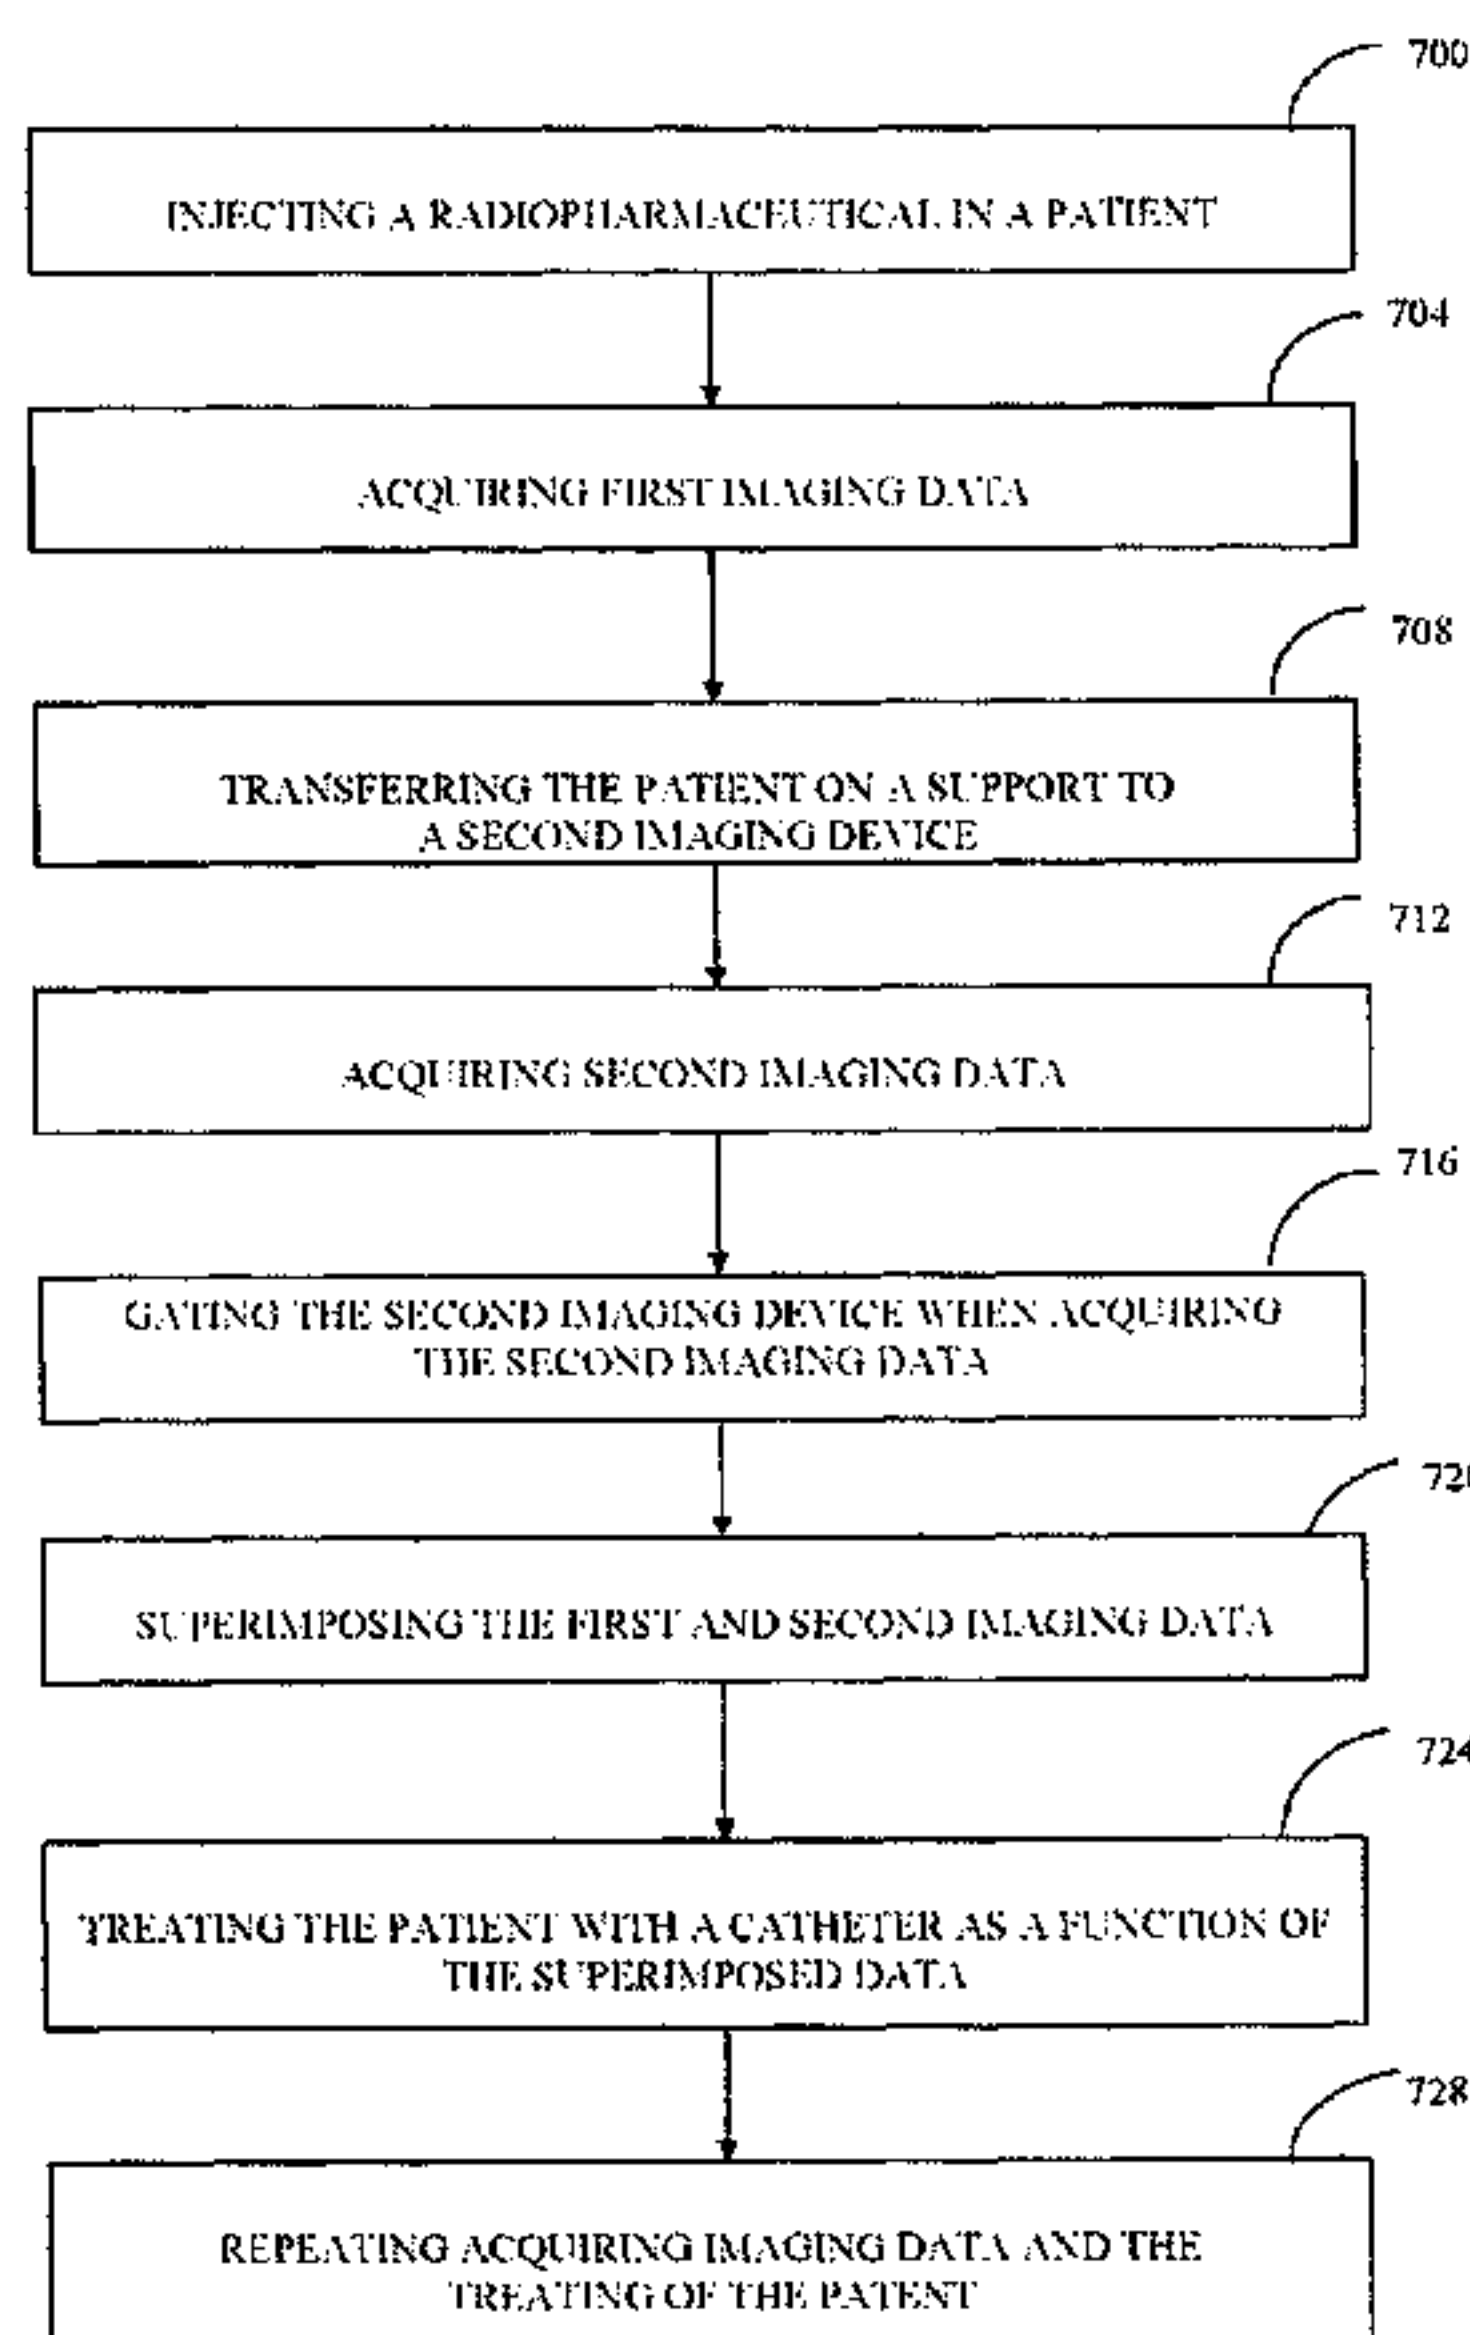 700
INJECTING A RADIOPHARMACEUTICAL IN A PATIENT
704
ACQUIRING FIRST IMAGING DATA
708
TRANSFERRING THE PATIENT ON A SUPPORT TO
A SECOND IMAGING DEVICE
712
ACQUIRING SECOND IMAGING DATA
716
GATING THE SECOND IMAGING DEVICE WHEN ACQUIRING
THE SECOND IMAGING DATA
SUPERIMPOSING THE FIRST AND SECOND IMAGING DATA
724
TREATING THE PATIENT WITH A CATHETER AS A FUNCTION OF
THE SUPERIMPOSED DATA
728
REPEATING ACQUIRING IMAGING DATA AND THE
TREATING OF THE PATENT